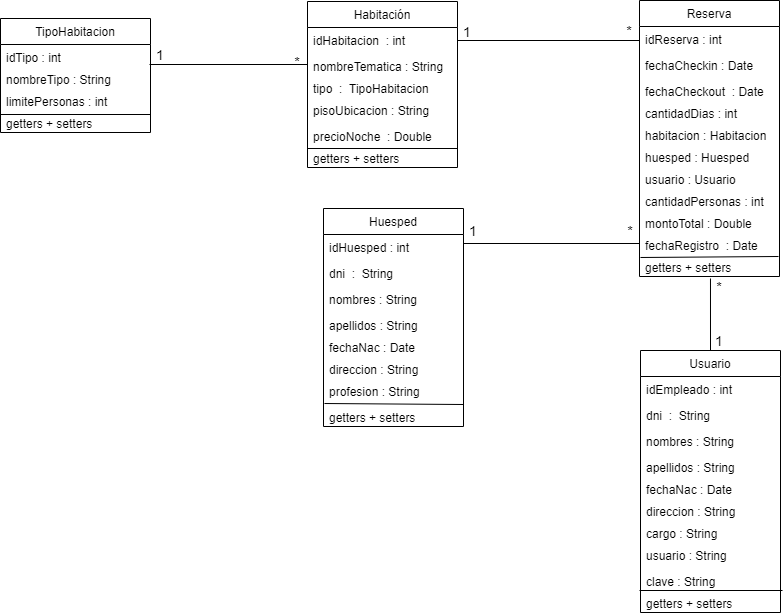 TipoHabitacion
idTipo : int
nombreTipo : String
limitePersonas : int
getters + setters
1
*
Habitación
idHabitacion : int
nombreTematica : String
tipo : TipoHabitacion
pisoUbicacion : String
precioNoche : Double
getters + setters
1
*
Reserva
idReserva : int
fechaCheckin : Date
fechaCheckout : Date
cantidadDias : int
habitacion : Habitacion
huesped : Huesped
usuario : Usuario
cantidadPersonas : int
montoTotal : Double
fechaRegistro : Date
getters + setters
Huesped
idHuesped : int
dni : String
nombres : String
apellidos : String
fechaNac : Date
direccion : String
profesion : String
getters + setters
1
*
*
1
Usuario
idEmpleado : int
dni : String
nombres : String
apellidos : String
fechaNac : Date
direccion : String
cargo : String
usuario : String
clave : String
getters + setters